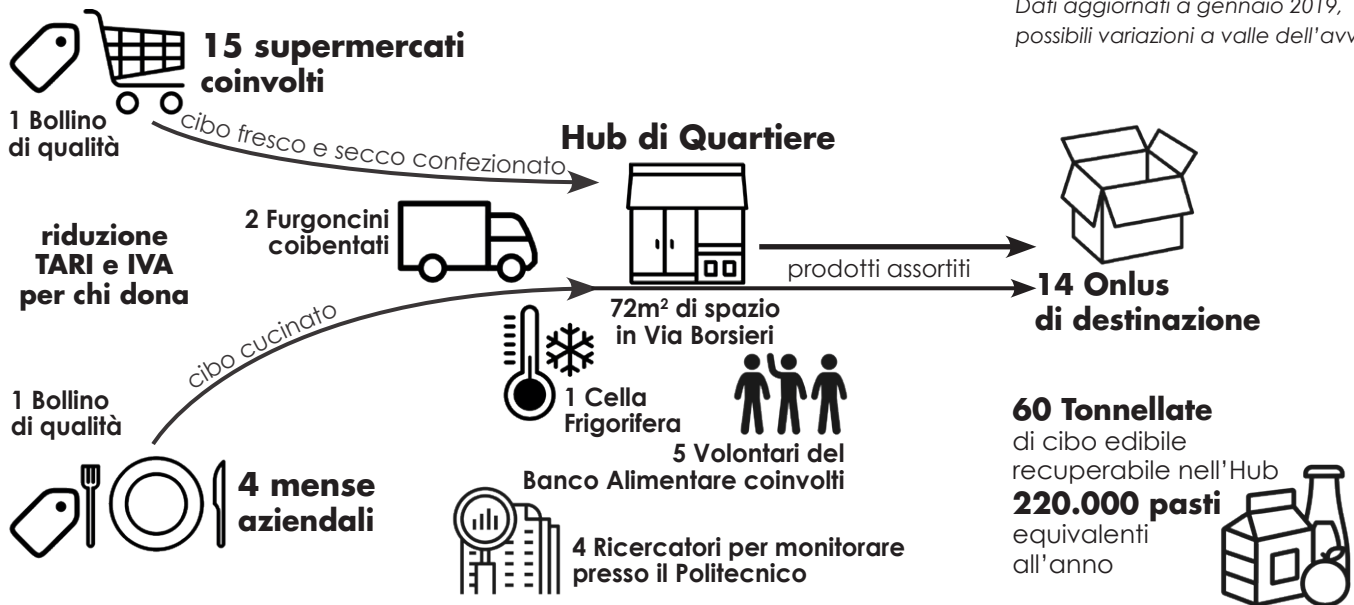 Dati aggiornati a gennaio 2019,
possibili variazioni a valle dell'avv
15 supermercati
coinvolti
1 Bollino
di qualità
cibo fresco e secco confezionato
Hub di Quartiere
riduzione
TARI e IVA
per chi dona
2 Furgoncini
coibentati
prodotti assortiti
14 Onlus
di destinazione
72m² di spazio
in Via Borsieri
cibo cucinato
1 Cella
Frigorifera
1 Bollino
di qualità
4 mense
aziendali
5 Volontari del
Banco Alimentare coinvolti
4 Ricercatori per monitorare
presso il Politecnico
60 Tonnellate
di cibo edibile
recuperabile nell'Hub
220.000 pasti
equivalenti
all'anno